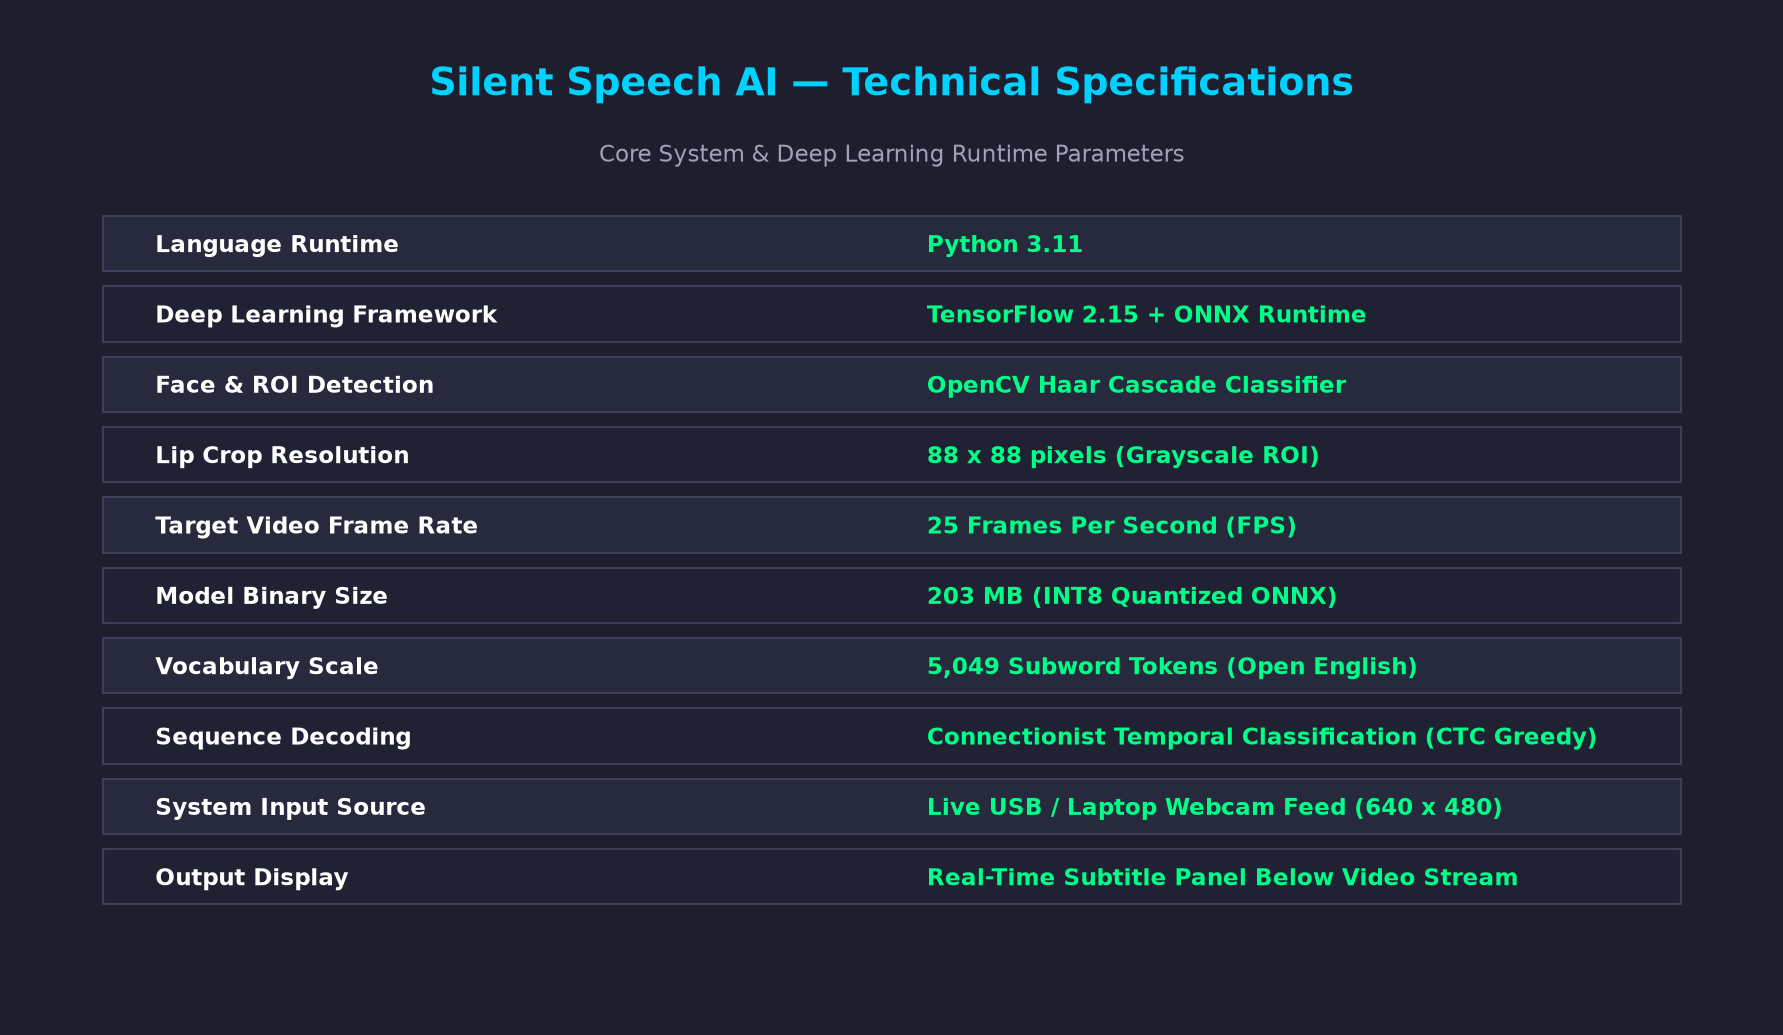 Silent Speech AI — Technical Specifications
Core System & Deep Learning Runtime Parameters
Language Runtime Python 3.11
Deep Learning Framework TensorFlow 2.15 + ONNX Runtime
Face & ROI Detection OpenCV Haar Cascade Classifier
Lip Crop Resolution 88 x 88 pixels (Grayscale ROI)
Target Video Frame Rate 25 Frames Per Second (FPS)
Model Binary Size 203 MB (INT8 Quantized ONNX)
Vocabulary Scale 5,049 Subword Tokens (Open English)
Sequence Decoding Connectionist Temporal Classification (CTC Greedy)
System Input Source Live USB / Laptop Webcam Feed (640 x 480)
Output Display Real-Time Subtitle Panel Below Video Stream